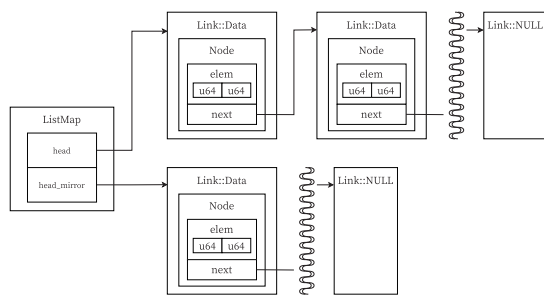 Link::Data
Link::Data
Link::NULL
Node
Node
elem
elem
u64 u64
u64 u64
next
next
ListMap
head
head_mirror
Link::Data
Link::NULL
Node
elem
u64 u64
next